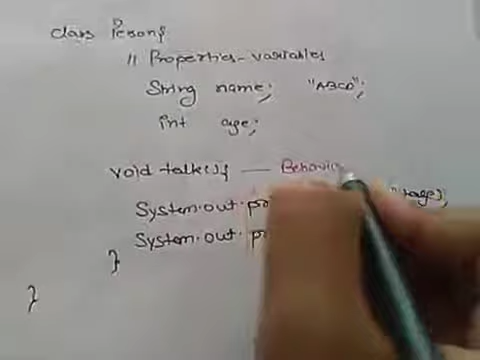 class Person{
// Properties - variables
String name; "ABCD";
int age;
void talk(){ — Behavio
System.out.pr "+age);
System.out.pr
}
}